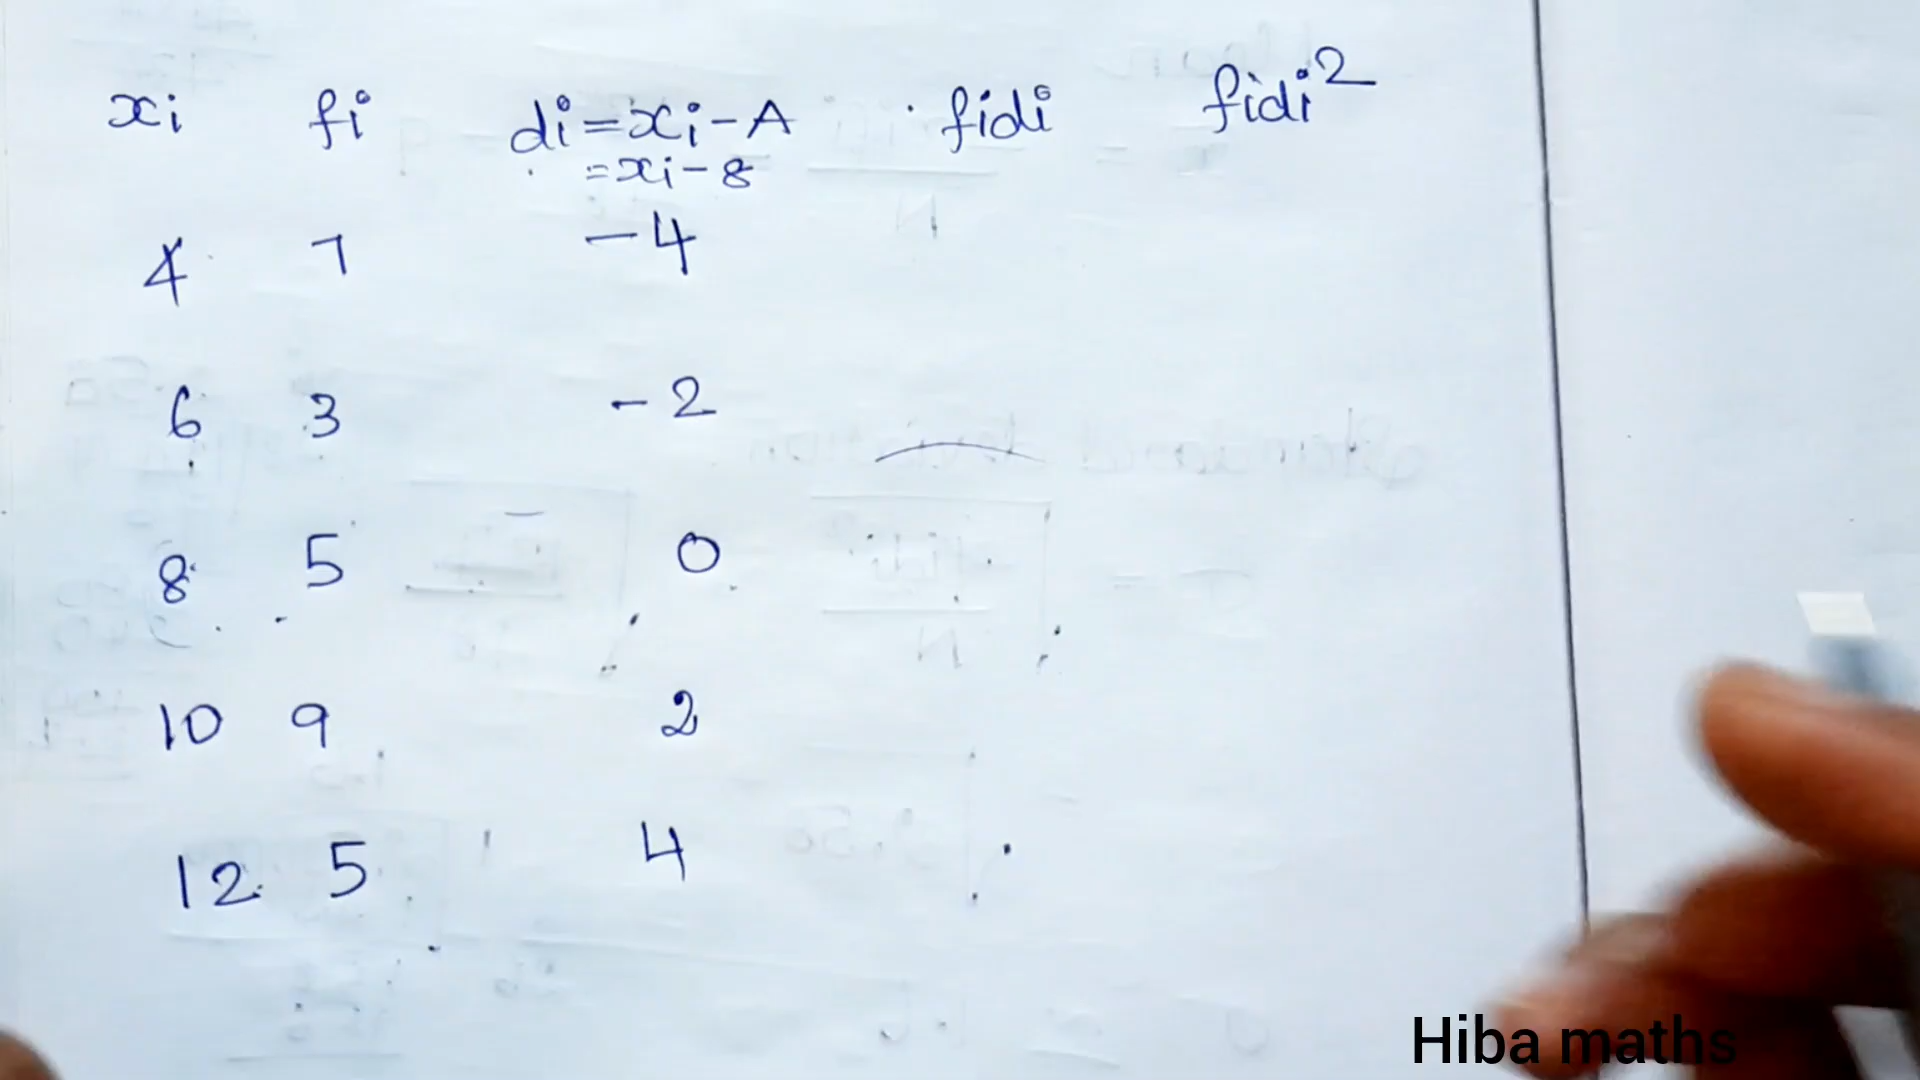 xi fi di = xi - A fidi fidi²
= xi - 8
4 7 -4
6 3 -2
8 5 0
10 9 2
12 5 4
Hiba maths